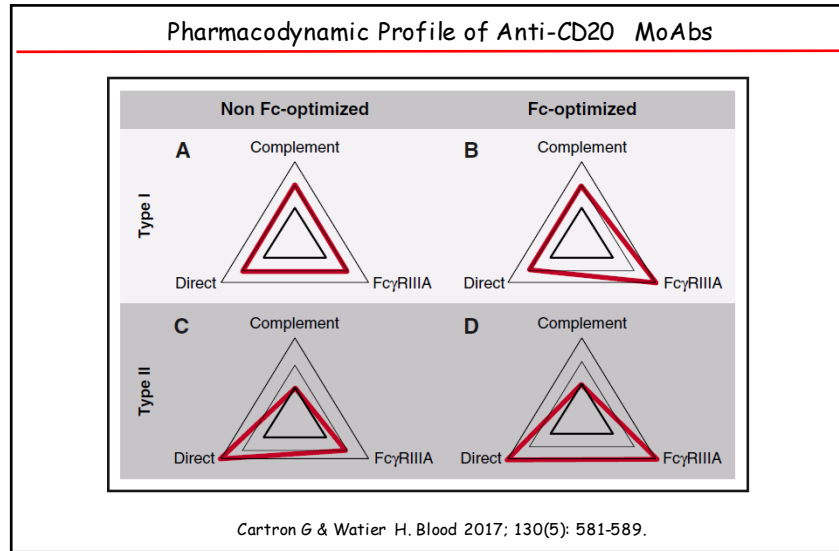 Pharmacodynamic Profile of Anti-CD20 MoAbs
Non Fc-optimized Fc-optimized
Type I
A
Complement
Direct FcγRIIIA
B
Complement
Direct FcγRIIIA
Type II
C
Complement
Direct FcγRIIIA
D
Complement
Direct FcγRIIIA
Cartron G & Watier H. Blood 2017; 130(5): 581-589.